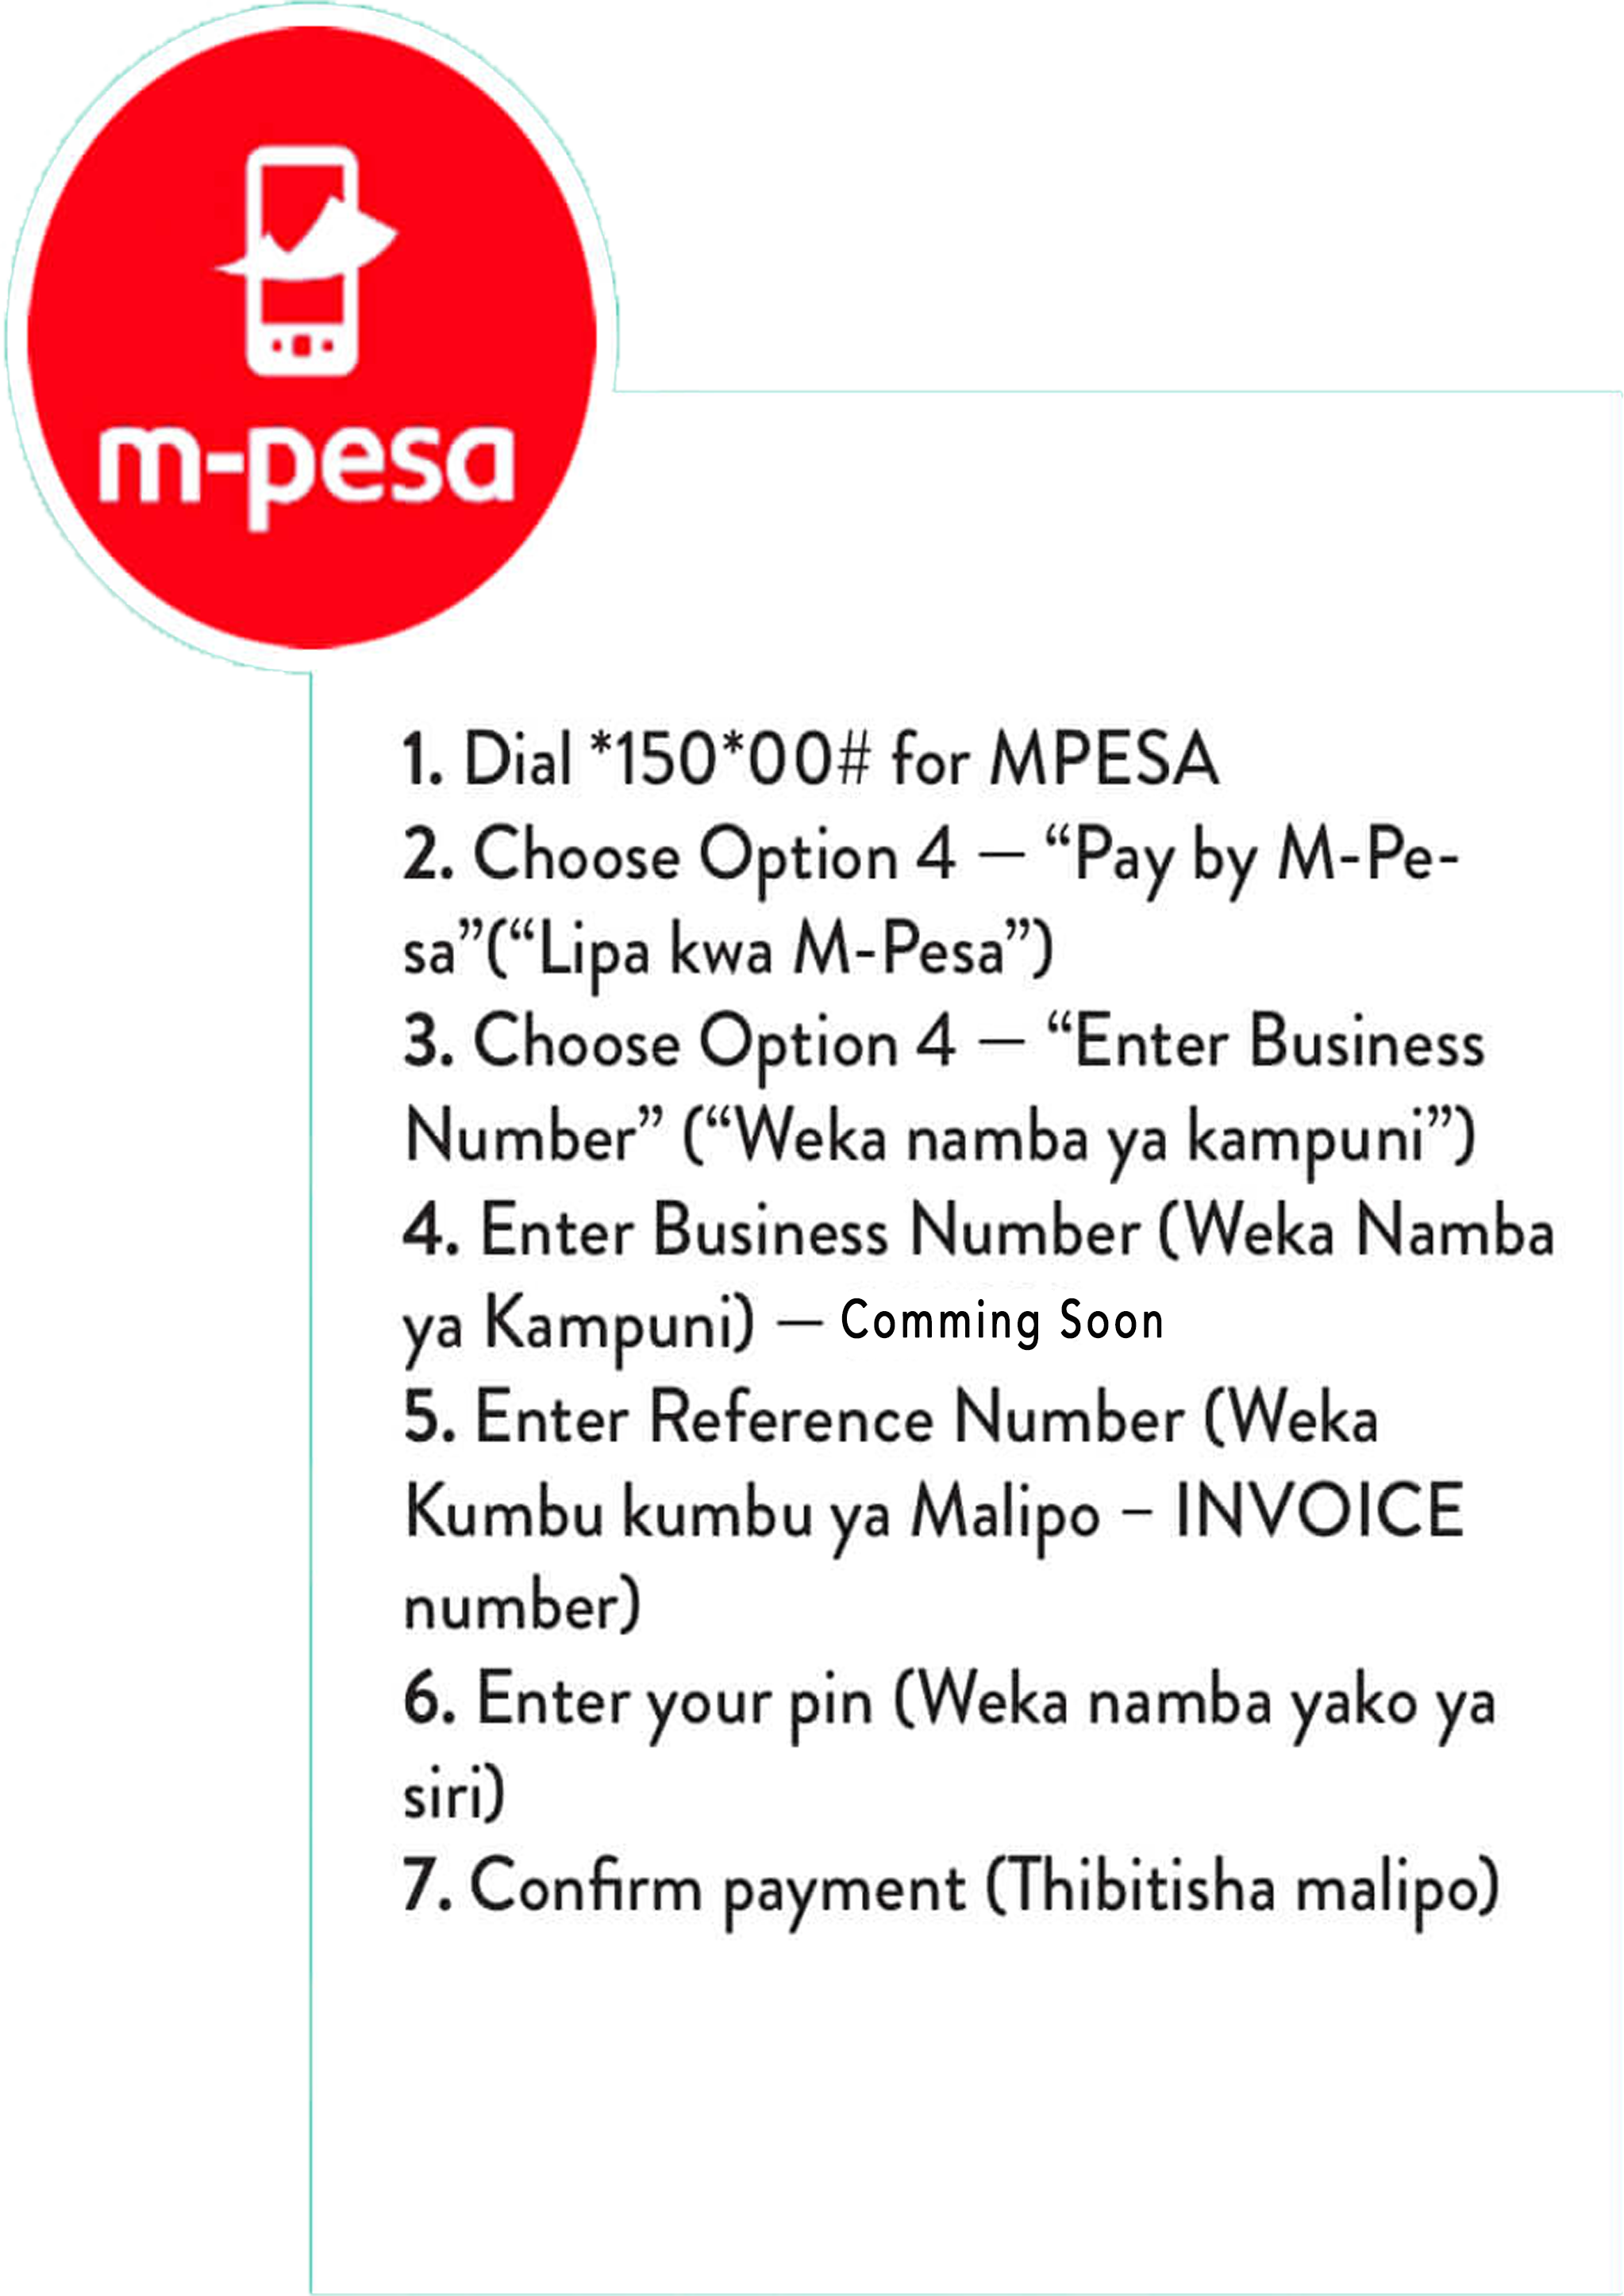 m-pesa
1. Dial *150*00# for MPESA
2. Choose Option 4 – “Pay by M-Pe-
sa”(“Lipa kwa M-Pesa”)
3. Choose Option 4 – “Enter Business
Number” (“Weka namba ya kampuni”)
4. Enter Business Number (Weka Namba
ya Kampuni) – Comming Soon
5. Enter Reference Number (Weka
Kumbu kumbu ya Malipo – INVOICE
number)
6. Enter your pin (Weka namba yako ya
siri)
7. Confirm payment (Thibitisha malipo)